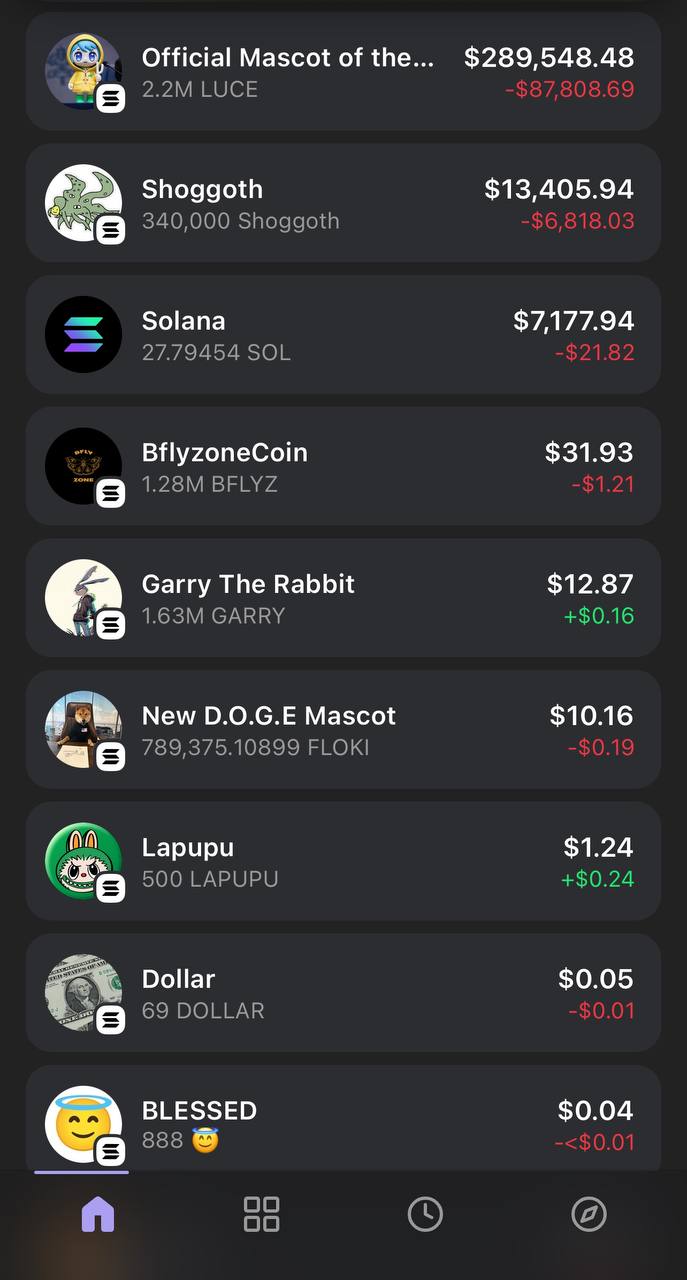 Official Mascot of the...
$289,548.48
2.2M LUCE
-$87,808.69
Shoggoth
$13,405.94
340,000 Shoggoth
-$6,818.03
Solana
$7,177.94
27.79454 SOL
-$21.82
BFLY
ZONE
BflyzoneCoin
$31.93
1.28M BFLYZ
-$1.21
Garry The Rabbit
$12.87
1.63M GARRY
+$0.16
New D.O.G.E Mascot
$10.16
789,375.10899 FLOKI
-$0.19
Lapupu
$1.24
500 LAPUPU
+$0.24
Dollar
$0.05
69 DOLLAR
-$0.01
BLESSED
$0.04
888 😇
-<$0.01